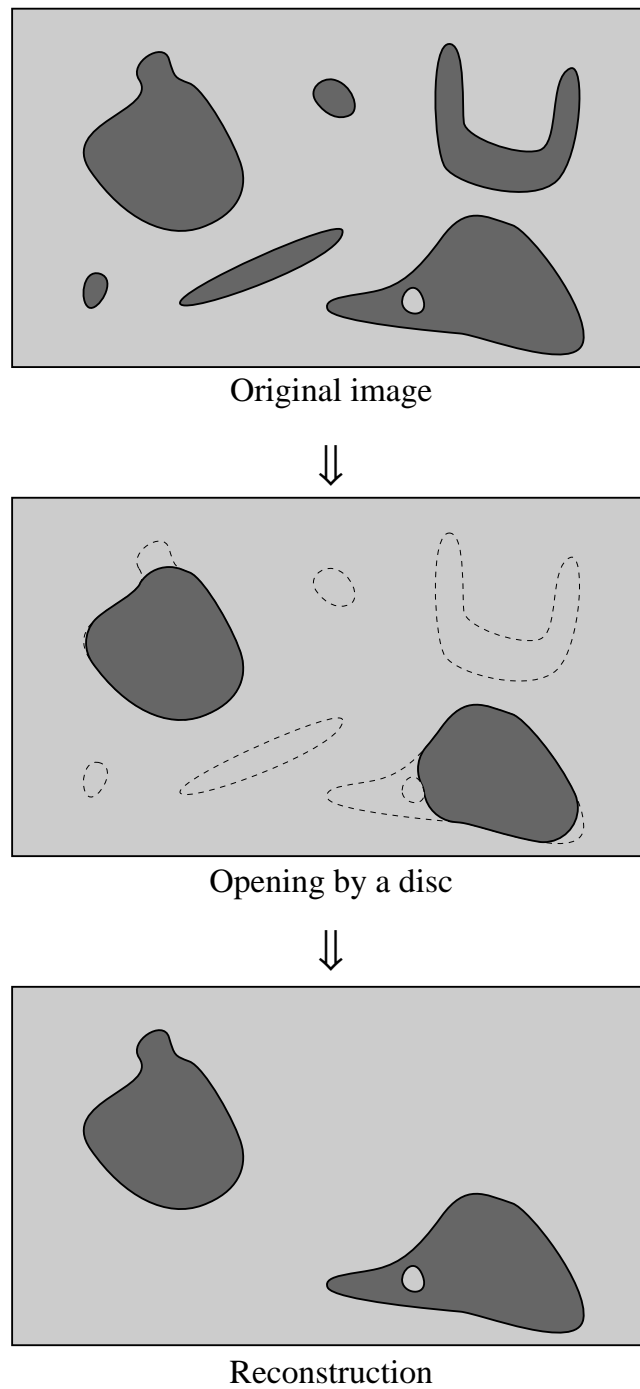 Original image
⇓
Opening by a disc
⇓
Reconstruction